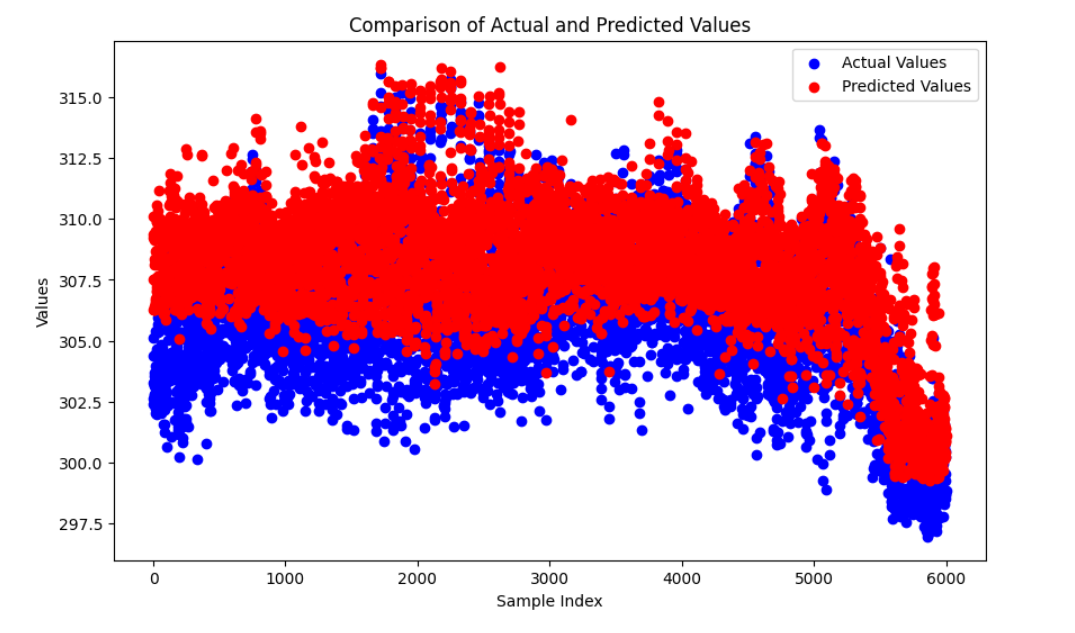 Comparison of Actual and Predicted Values
Actual Values
Predicted Values
315.0
312.5
310.0
307.5
305.0
302.5
300.0
297.5
Values
0 1000 2000 3000 4000 5000 6000
Sample Index